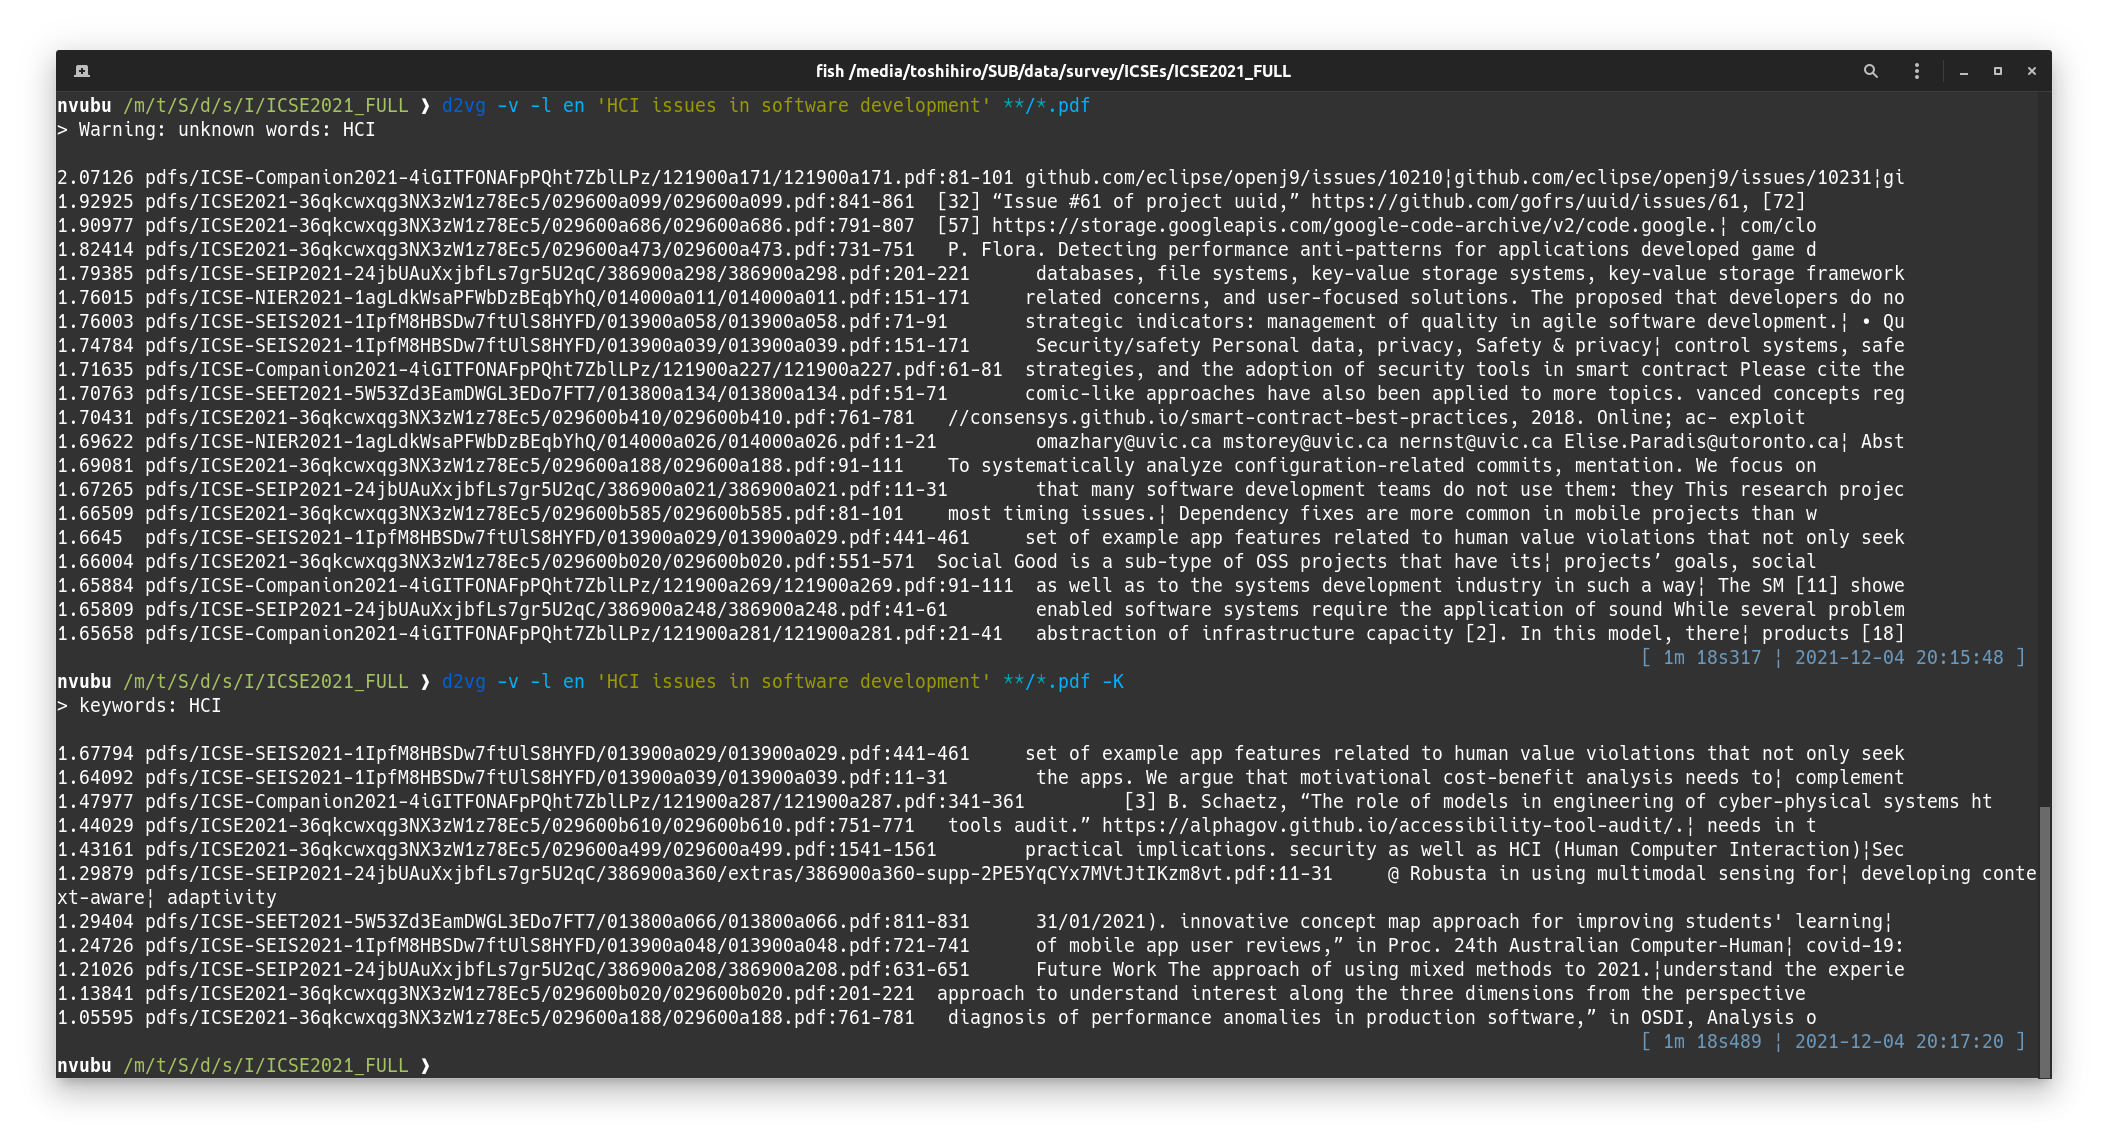 fish /media/toshihiro/SUB/data/survey/ICSEs/ICSE2021_FULL
nvubu /m/t/S/d/s/I/ICSE2021_FULL ❯ d2vg -v -l en 'HCI issues in software development' **/*.pdf
> Warning: unknown words: HCI
2.07126 pdfs/ICSE-Companion2021-4iGITFONAFpPQht7ZblLPz/121900a171/121900a171.pdf:81-101 github.com/eclipse/openj9/issues/10210¦github.com/eclipse/openj9/issues/10231¦gi
1.92925 pdfs/ICSE2021-36qkcwxqg3NX3zW1z78Ec5/029600a099/029600a099.pdf:841-861 [32] “Issue #61 of project uuid,” https://github.com/gofrs/uuid/issues/61, [72]
1.90977 pdfs/ICSE2021-36qkcwxqg3NX3zW1z78Ec5/029600a686/029600a686.pdf:791-807 [57] https://storage.googleapis.com/google-code-archive/v2/code.google.¦ com/clo
1.82414 pdfs/ICSE2021-36qkcwxqg3NX3zW1z78Ec5/029600a473/029600a473.pdf:731-751 P. Flora. Detecting performance anti-patterns for applications developed game d
1.79385 pdfs/ICSE-SEIP2021-24jbUAuXxjbfLs7gr5U2qC/386900a298/386900a298.pdf:201-221 databases, file systems, key-value storage systems, key-value storage framework
1.76015 pdfs/ICSE-NIER2021-1agLdkWsaPFWbDzBEqbYhQ/014000a011/014000a011.pdf:151-171 related concerns, and user-focused solutions. The proposed that developers do no
1.76003 pdfs/ICSE-SEIS2021-1IpfM8HBSDw7ftUlS8HYFD/013900a058/013900a058.pdf:71-91 strategic indicators: management of quality in agile software development.¦ • Qu
1.74784 pdfs/ICSE-SEIS2021-1IpfM8HBSDw7ftUlS8HYFD/013900a039/013900a039.pdf:151-171 Security/safety Personal data, privacy, Safety & privacy¦ control systems, safe
1.71635 pdfs/ICSE-Companion2021-4iGITFONAFpPQht7ZblLPz/121900a227/121900a227.pdf:61-81 strategies, and the adoption of security tools in smart contract Please cite the
1.70763 pdfs/ICSE-SEET2021-5W53Zd3EamDWGL3EDo7FT7/013800a134/013800a134.pdf:51-71 comic-like approaches have also been applied to more topics. vanced concepts reg
1.70431 pdfs/ICSE2021-36qkcwxqg3NX3zW1z78Ec5/029600b410/029600b410.pdf:761-781 //consensys.github.io/smart-contract-best-practices, 2018. Online; ac- exploit
1.69622 pdfs/ICSE-NIER2021-1agLdkWsaPFWbDzBEqbYhQ/014000a026/014000a026.pdf:1-21 omazhary@uvic.ca mstorey@uvic.ca nernst@uvic.ca Elise.Paradis@utoronto.ca¦ Abst
1.69081 pdfs/ICSE2021-36qkcwxqg3NX3zW1z78Ec5/029600a188/029600a188.pdf:91-111 To systematically analyze configuration-related commits, mentation. We focus on
1.67265 pdfs/ICSE-SEIP2021-24jbUAuXxjbfLs7gr5U2qC/386900a021/386900a021.pdf:11-31 that many software development teams do not use them: they This research projec
1.66509 pdfs/ICSE2021-36qkcwxqg3NX3zW1z78Ec5/029600b585/029600b585.pdf:81-101 most timing issues.¦ Dependency fixes are more common in mobile projects than w
1.6645 pdfs/ICSE-SEIS2021-1IpfM8HBSDw7ftUlS8HYFD/013900a029/013900a029.pdf:441-461 set of example app features related to human value violations that not only seek
1.66004 pdfs/ICSE2021-36qkcwxqg3NX3zW1z78Ec5/029600b020/029600b020.pdf:551-571 Social Good is a sub-type of OSS projects that have its¦ projects’ goals, social
1.65884 pdfs/ICSE-Companion2021-4iGITFONAFpPQht7ZblLPz/121900a269/121900a269.pdf:91-111 as well as to the systems development industry in such a way¦ The SM [11] showe
1.65809 pdfs/ICSE-SEIP2021-24jbUAuXxjbfLs7gr5U2qC/386900a248/386900a248.pdf:41-61 enabled software systems require the application of sound While several problem
1.65658 pdfs/ICSE-Companion2021-4iGITFONAFpPQht7ZblLPz/121900a281/121900a281.pdf:21-41 abstraction of infrastructure capacity [2]. In this model, there¦ products [18]
[ 1m 18s317 ¦ 2021-12-04 20:15:48 ]
nvubu /m/t/S/d/s/I/ICSE2021_FULL ❯ d2vg -v -l en 'HCI issues in software development' **/*.pdf -K
> keywords: HCI
1.67794 pdfs/ICSE-SEIS2021-1IpfM8HBSDw7ftUlS8HYFD/013900a029/013900a029.pdf:441-461 set of example app features related to human value violations that not only seek
1.64092 pdfs/ICSE-SEIS2021-1IpfM8HBSDw7ftUlS8HYFD/013900a039/013900a039.pdf:11-31 the apps. We argue that motivational cost-benefit analysis needs to¦ complement
1.47977 pdfs/ICSE-Companion2021-4iGITFONAFpPQht7ZblLPz/121900a287/121900a287.pdf:341-361 [3] B. Schaetz, “The role of models in engineering of cyber-physical systems ht
1.44029 pdfs/ICSE2021-36qkcwxqg3NX3zW1z78Ec5/029600b610/029600b610.pdf:751-771 tools audit.” https://alphagov.github.io/accessibility-tool-audit/.¦ needs in t
1.43161 pdfs/ICSE2021-36qkcwxqg3NX3zW1z78Ec5/029600a499/029600a499.pdf:1541-1561 practical implications. security as well as HCI (Human Computer Interaction)¦Sec
1.29879 pdfs/ICSE-SEIP2021-24jbUAuXxjbfLs7gr5U2qC/386900a360/extras/386900a360-supp-2PE5YqCYx7MVtJtIKzm8vt.pdf:11-31 @ Robusta in using multimodal sensing for¦ developing conte
xt-aware¦ adaptivity
1.29404 pdfs/ICSE-SEET2021-5W53Zd3EamDWGL3EDo7FT7/013800a066/013800a066.pdf:811-831 31/01/2021). innovative concept map approach for improving students' learning¦
1.24726 pdfs/ICSE-SEIS2021-1IpfM8HBSDw7ftUlS8HYFD/013900a048/013900a048.pdf:721-741 of mobile app user reviews,” in Proc. 24th Australian Computer-Human¦ covid-19:
1.21026 pdfs/ICSE-SEIP2021-24jbUAuXxjbfLs7gr5U2qC/386900a208/386900a208.pdf:631-651 Future Work The approach of using mixed methods to 2021.¦understand the experie
1.13841 pdfs/ICSE2021-36qkcwxqg3NX3zW1z78Ec5/029600b020/029600b020.pdf:201-221 approach to understand interest along the three dimensions from the perspective
1.05595 pdfs/ICSE2021-36qkcwxqg3NX3zW1z78Ec5/029600a188/029600a188.pdf:761-781 diagnosis of performance anomalies in production software,” in OSDI, Analysis o
[ 1m 18s489 ¦ 2021-12-04 20:17:20 ]
nvubu /m/t/S/d/s/I/ICSE2021_FULL ❯